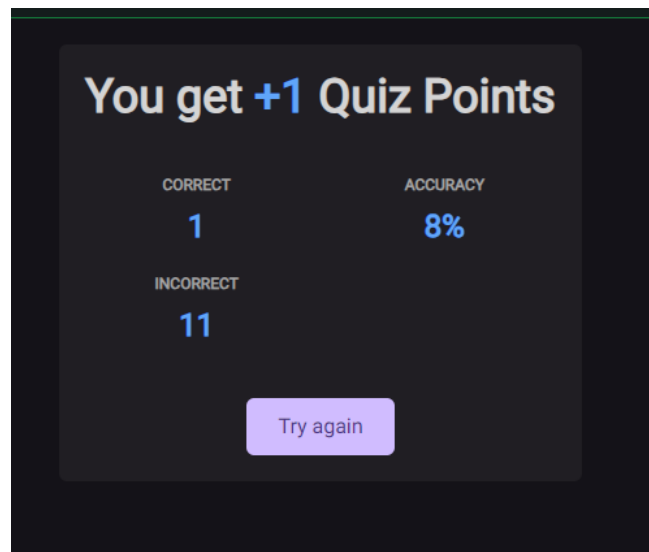 You get +1 Quiz Points
CORRECT
1
ACCURACY
8%
INCORRECT
11
Try again